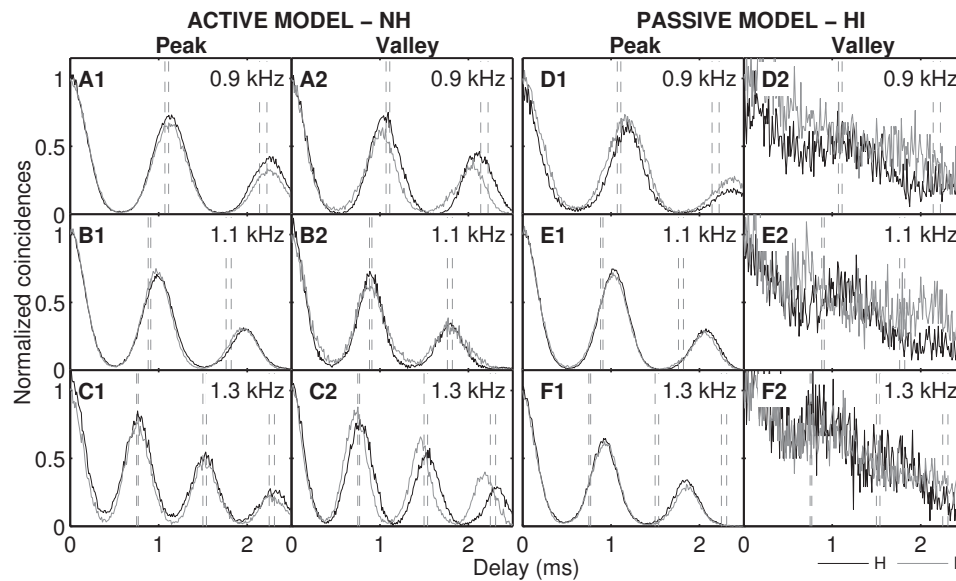 ACTIVE MODEL – NH PASSIVE MODEL – HI
Peak Valley Peak Valley
A1 0.9 kHz A2 0.9 kHz D1 0.9 kHz D2 0.9 kHz
1
0.5
0
B1 1.1 kHz B2 1.1 kHz E1 1.1 kHz E2 1.1 kHz
1
0.5
0
C1 1.3 kHz C2 1.3 kHz F1 1.3 kHz F2 1.3 kHz
1
0.5
0
Normalized coincidences
0 1 2 0 1 2 0 1 2 0 1 2
Delay (ms)
H